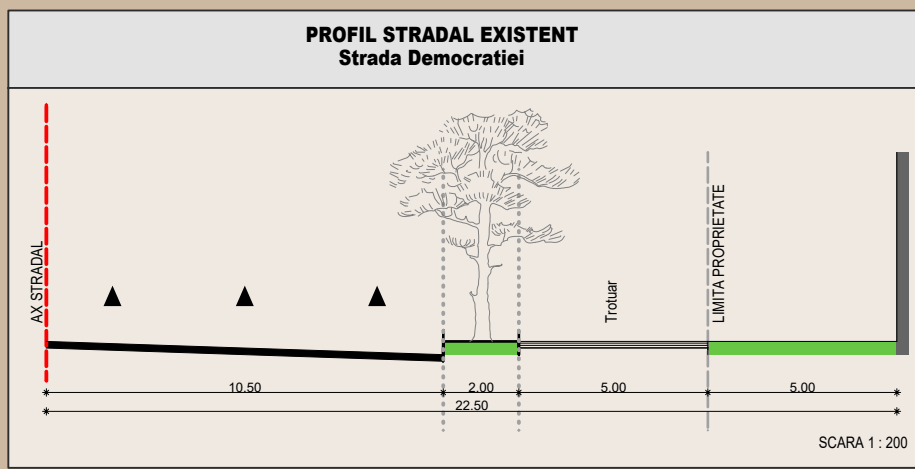 PROFIL STRADAL EXISTENT
Strada Democratiei
AX STRADAL
Trotuar
LIMITA PROPRIETATE
10.50
2.00
5.00
5.00
22.50
SCARA 1 : 200